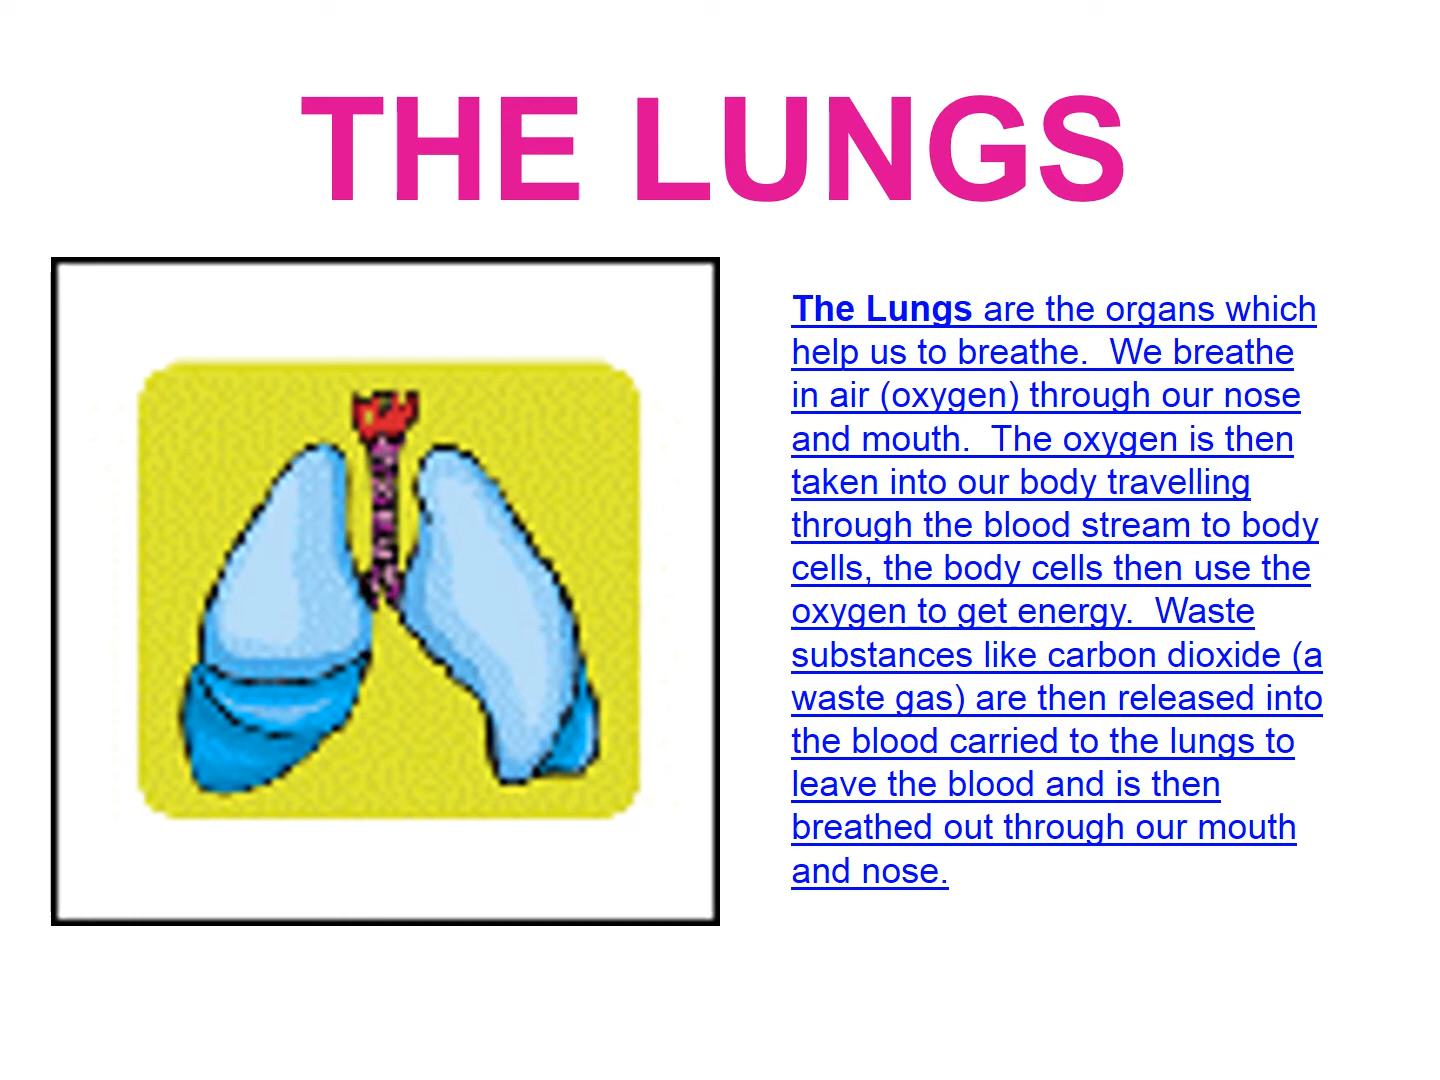 THE LUNGS
The Lungs are the organs which
help us to breathe.  We breathe
in air (oxygen) through our nose
and mouth.  The oxygen is then
taken into our body travelling
through the blood stream to body
cells, the body cells then use the
oxygen to get energy.  Waste
substances like carbon dioxide (a
waste gas) are then released into
the blood carried to the lungs to
leave the blood and is then
breathed out through our mouth
and nose.